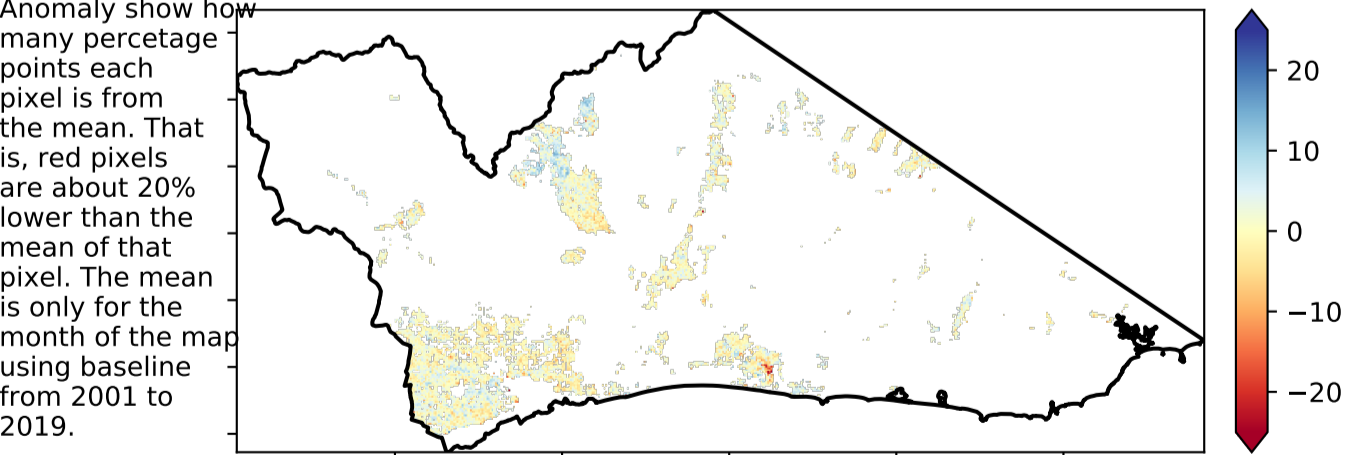 Anomaly show how
many percetage
points each
pixel is from
the mean. That
is, red pixels
are about 20%
lower than the
mean of that
pixel. The mean
is only for the
month of the map
using baseline
from 2001 to
2019.
20
10
0
−10
−20